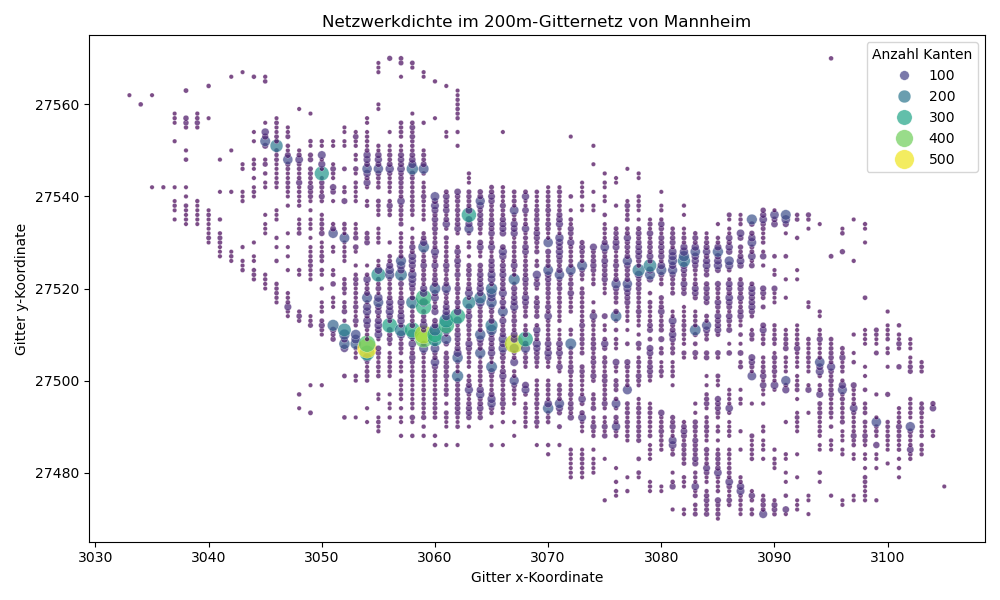 Netzwerkdichte im 200m-Gitternetz von Mannheim
Anzahl Kanten
100
200
300
400
500
Gitter y-Koordinate
27560
27540
27520
27500
27480
3030 3040 3050 3060 3070 3080 3090 3100
Gitter x-Koordinate